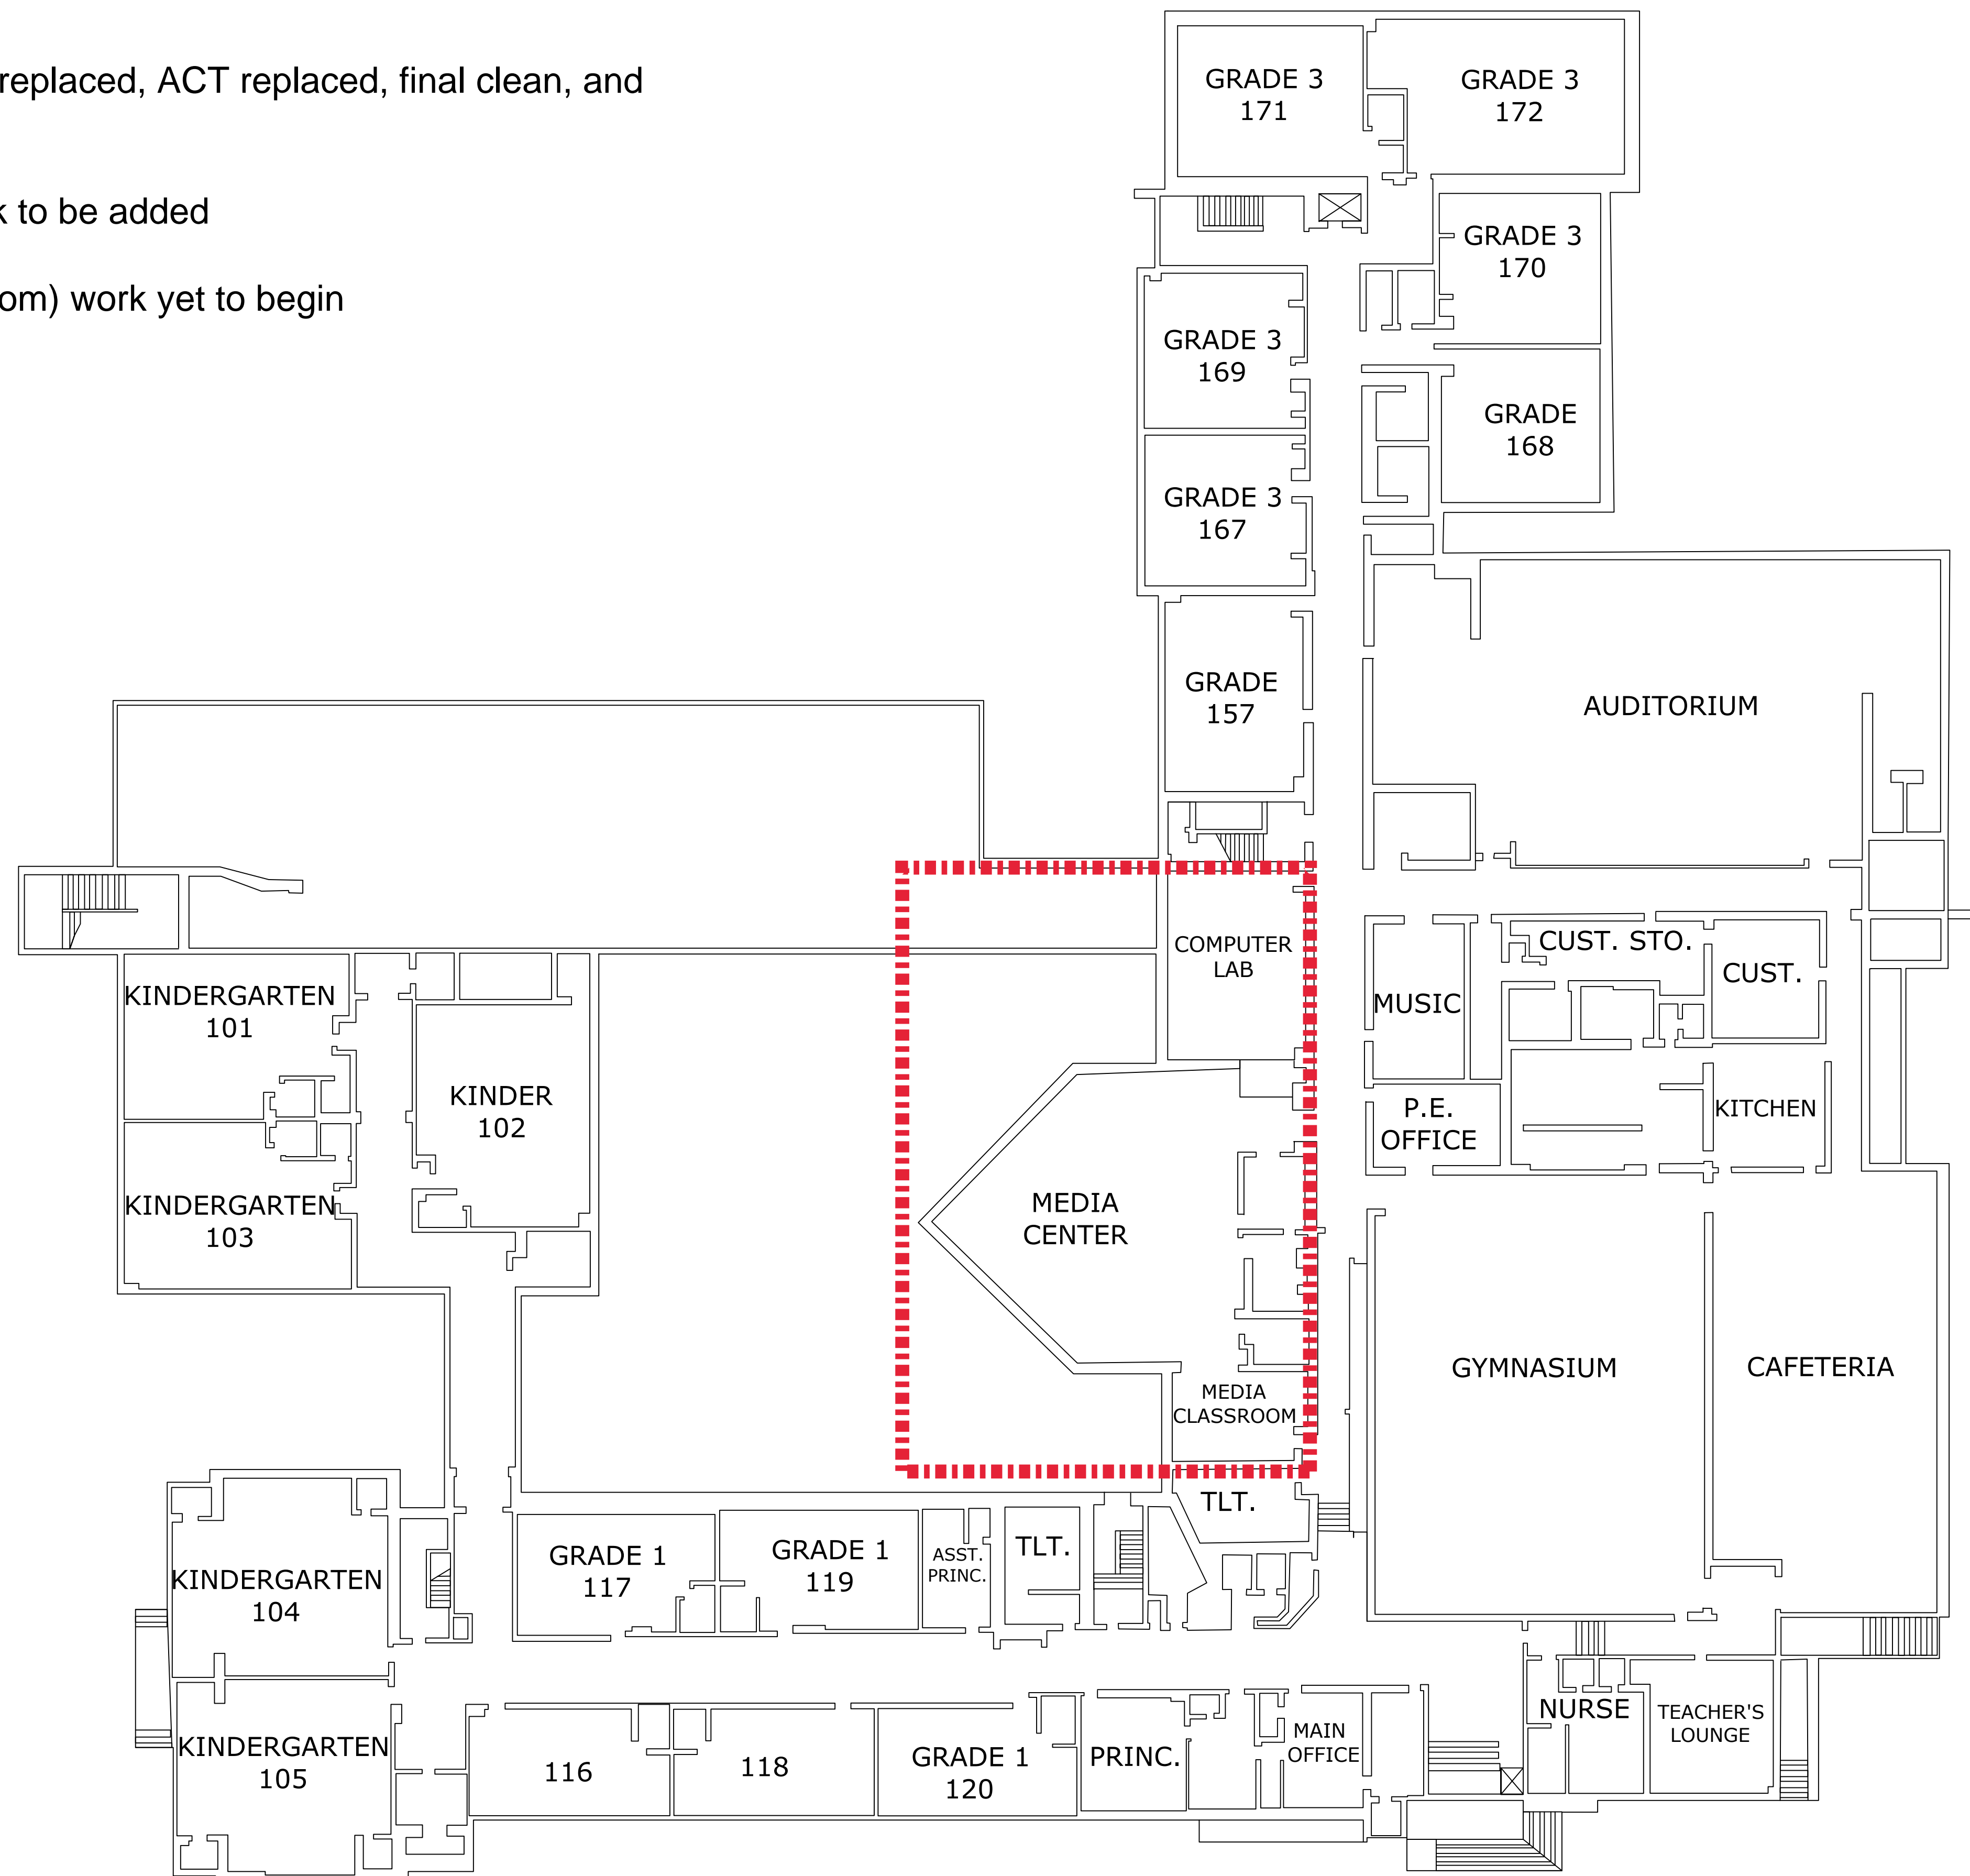 replaced, ACT replaced, final clean, and
to be added
work yet to begin
GRADE 3
171
GRADE 3
172
GRADE 3
170
GRADE 3
169
GRADE
168
GRADE 3
167
GRADE
157
AUDITORIUM
COMPUTER
LAB
CUST. STO.
CUST.
MUSIC
KINDERGARTEN
101
KINDER
102
P.E.
OFFICE
KITCHEN
KINDERGARTEN
103
MEDIA
CENTER
GYMNASIUM
CAFETERIA
MEDIA
CLASSROOM
TLT.
GRADE 1
117
GRADE 1
119
ASST.
PRINC.
TLT.
KINDERGARTEN
104
KINDERGARTEN
105
116
118
GRADE 1
120
PRINC.
MAIN
OFFICE
NURSE
TEACHER'S
LOUNGE